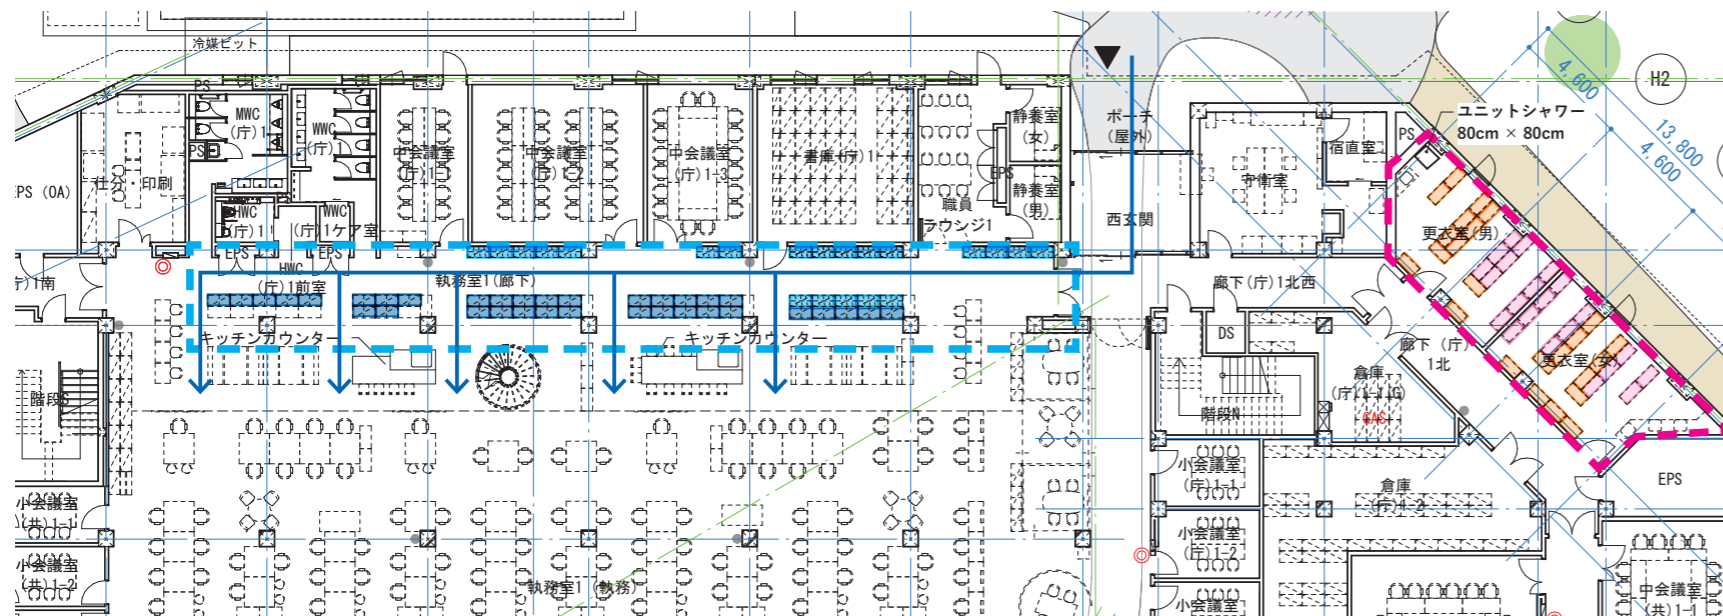 冷媒ピット
H2
4,600
13,800
4,600
ユニットシャワー
80cm × 80cm
PS
PS
MWC
(庁)1
PS
WWC
(庁)1
中会議室
(庁)1-1
中会議室
(庁)1-2
中会議室
(庁)1-3
書庫(庁)1
静養室
(女)
EPS
静養室
(男)
職員
ラウンジ1
ポーチ
(屋外)
西玄関
守衛室
宿直室
更衣室(男)
更衣室(女)
EPS (OA)
仕分・印刷
HWC
(庁)1
WWC
(庁)1ケア室
EPS
EPS
HWC
(庁)1前室
執務室1(廊下)
庁)1南
廊下(庁)1北西
DS
廊下(庁)
1北
キッチンカウンター
キッチンカウンター
階段S
階段N
倉庫
(庁)1-1(G)
GAS
小会議室
(共)1-1
小会議室
(共)1-2
執務室1(執務)
小会議室
(庁)1-1
小会議室
(庁)1-2
小会議室
倉庫
(庁)1-2
EPS
中会議室
(共)1-1